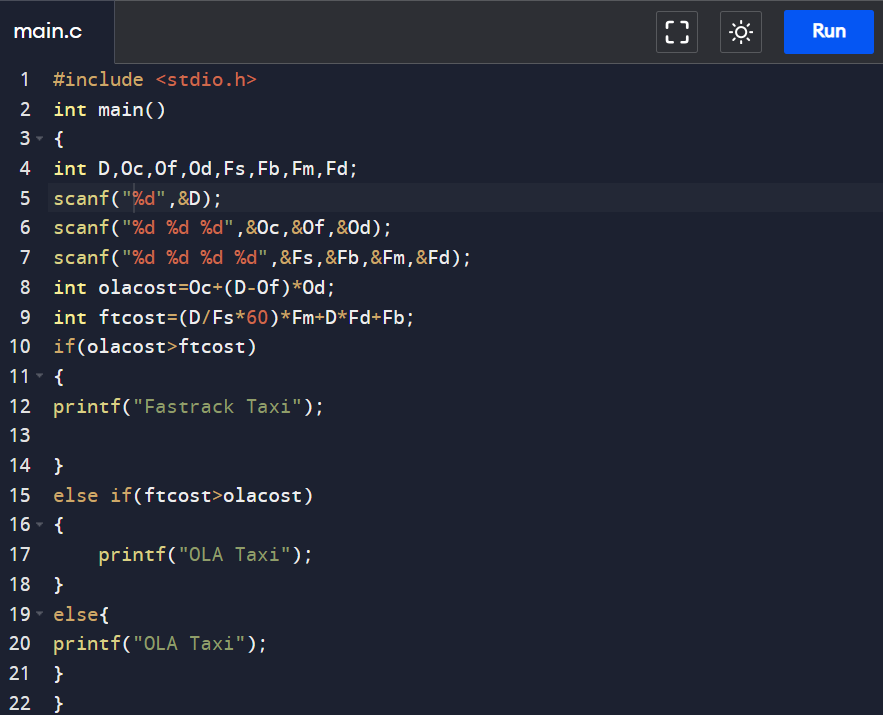 main.c
Run
1 #include <stdio.h>
2 int main()
3 {
4 int D,Oc,Of,Od,Fs,Fb,Fm,Fd;
5 scanf("%d",&D);
6 scanf("%d %d %d",&Oc,&Of,&Od);
7 scanf("%d %d %d %d",&Fs,&Fb,&Fm,&Fd);
8 int olacost=Oc+(D-Of)*Od;
9 int ftcost=(D/Fs*60)*Fm+D*Fd+Fb;
10 if(olacost>ftcost)
11 {
12 printf("Fastrack Taxi");
13
14 }
15 else if(ftcost>olacost)
16 {
17     printf("OLA Taxi");
18 }
19 else{
20 printf("OLA Taxi");
21 }
22 }